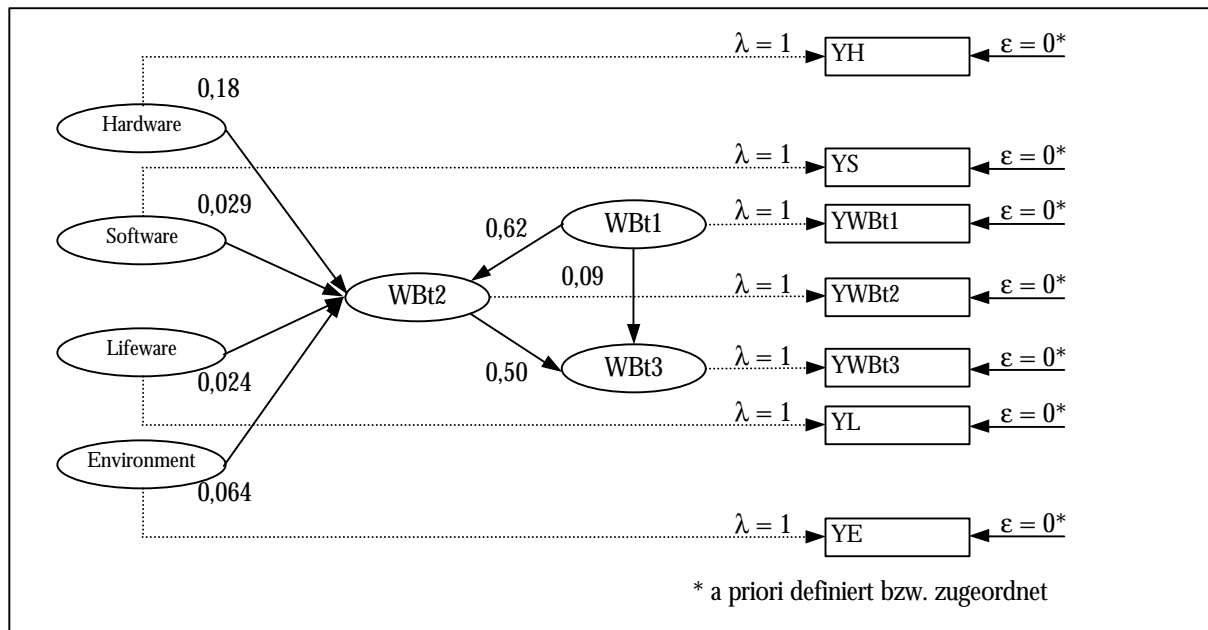 λ = 1
YH
ε = 0*
0,18
Hardware
λ = 1
YS
ε = 0*
0,029
Software
WBt1
λ = 1
YWBt1
ε = 0*
0,62
WBt2
0,09
λ = 1
YWBt2
ε = 0*
Lifeware
0,024
0,50
WBt3
λ = 1
YWBt3
ε = 0*
λ = 1
YL
ε = 0*
Environment
0,064
λ = 1
YE
ε = 0*
* a priori definiert bzw. zugeordnet